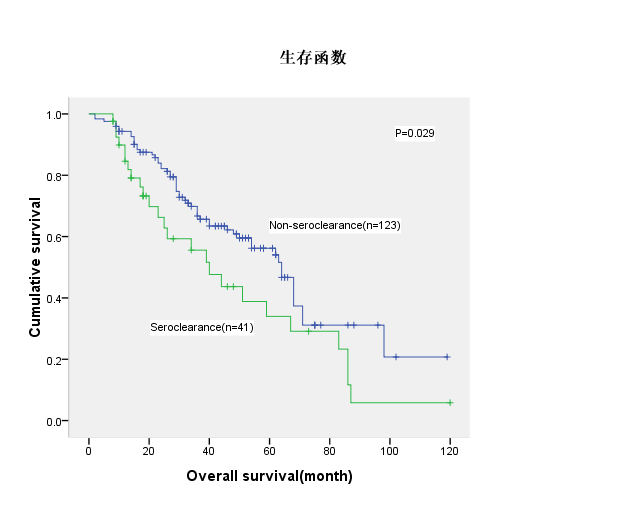 生存函数
P=0.029
Non-seroclearance(n=123)
Seroclearance(n=41)
Cumulative survival
1.0
0.8
0.6
0.4
0.2
0.0
0 20 40 60 80 100 120
Overall survival(month)